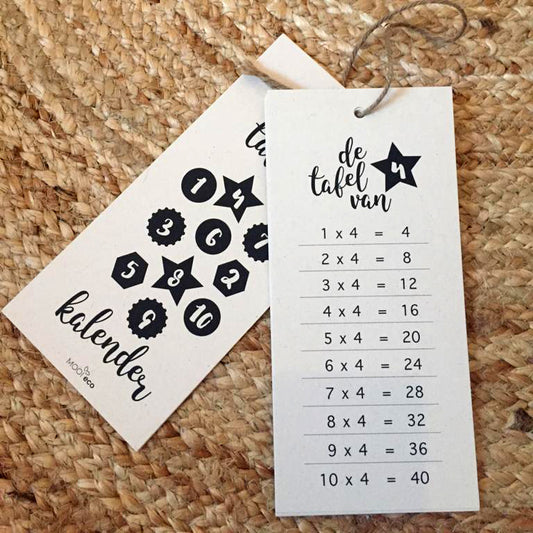 de
tafel 4
van
1 x 4 = 4
2 x 4 = 8
3 x 4 = 12
4 x 4 = 16
5 x 4 = 20
6 x 4 = 24
7 x 4 = 28
8 x 4 = 32
9 x 4 = 36
10 x 4 = 40
1 4
3 6 7
5 8 2
9 10
kalender
MOOI eco